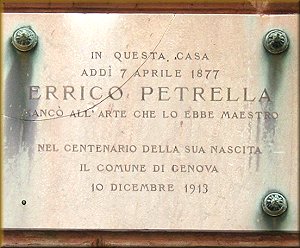 IN QUESTA CASA
ADDÌ 7 APRILE 1877
ERRICO PETRELLA
MANCÒ ALL'ARTE CHE LO EBBE MAESTRO
NEL CENTENARIO DELLA SUA NASCITA
IL COMUNE DI GENOVA
10 DICEMBRE 1913